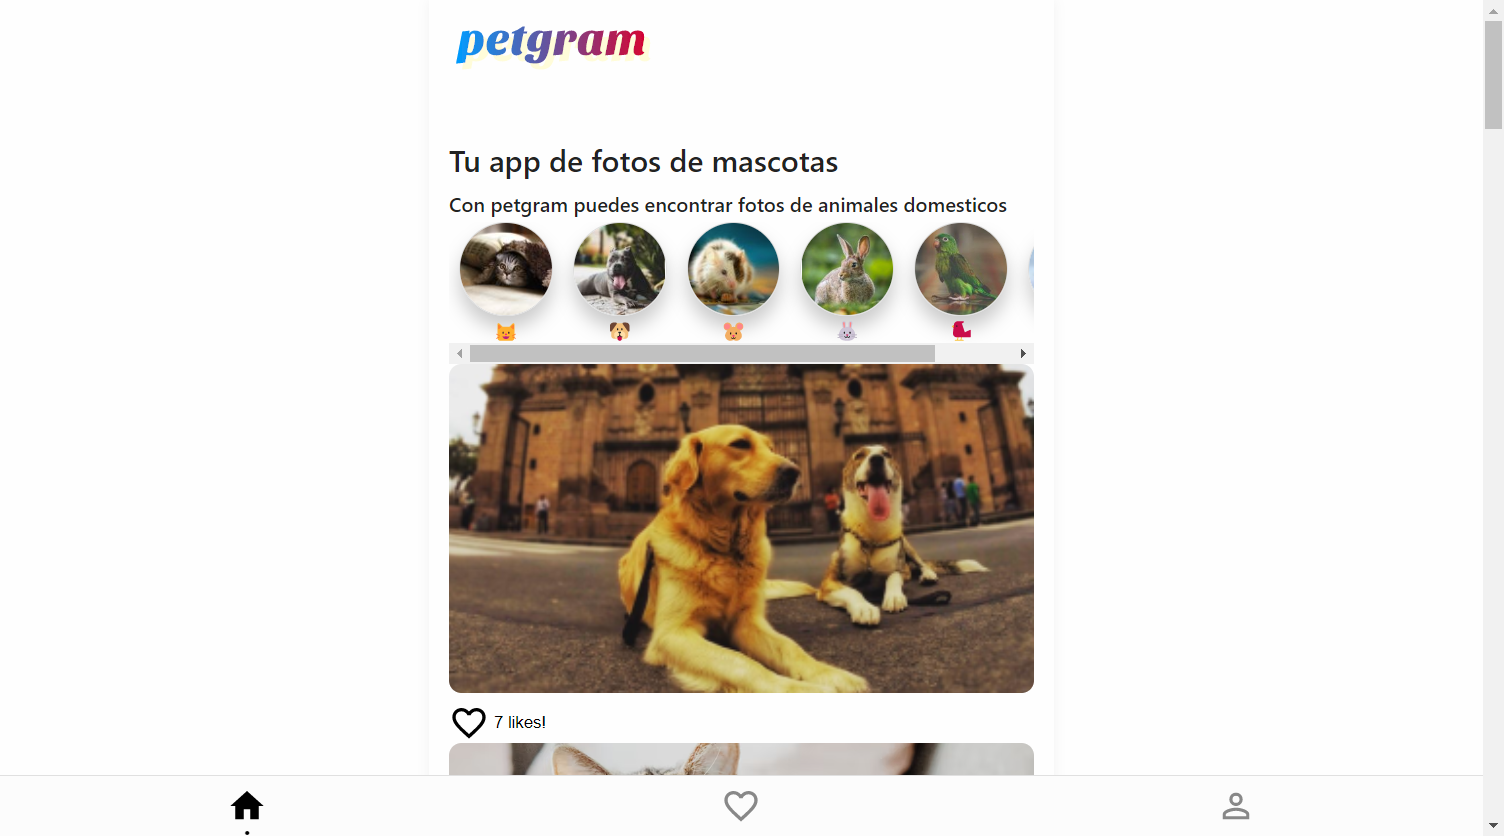 petgram
Tu app de fotos de mascotas
Con petgram puedes encontrar fotos de animales domesticos
7 likes!